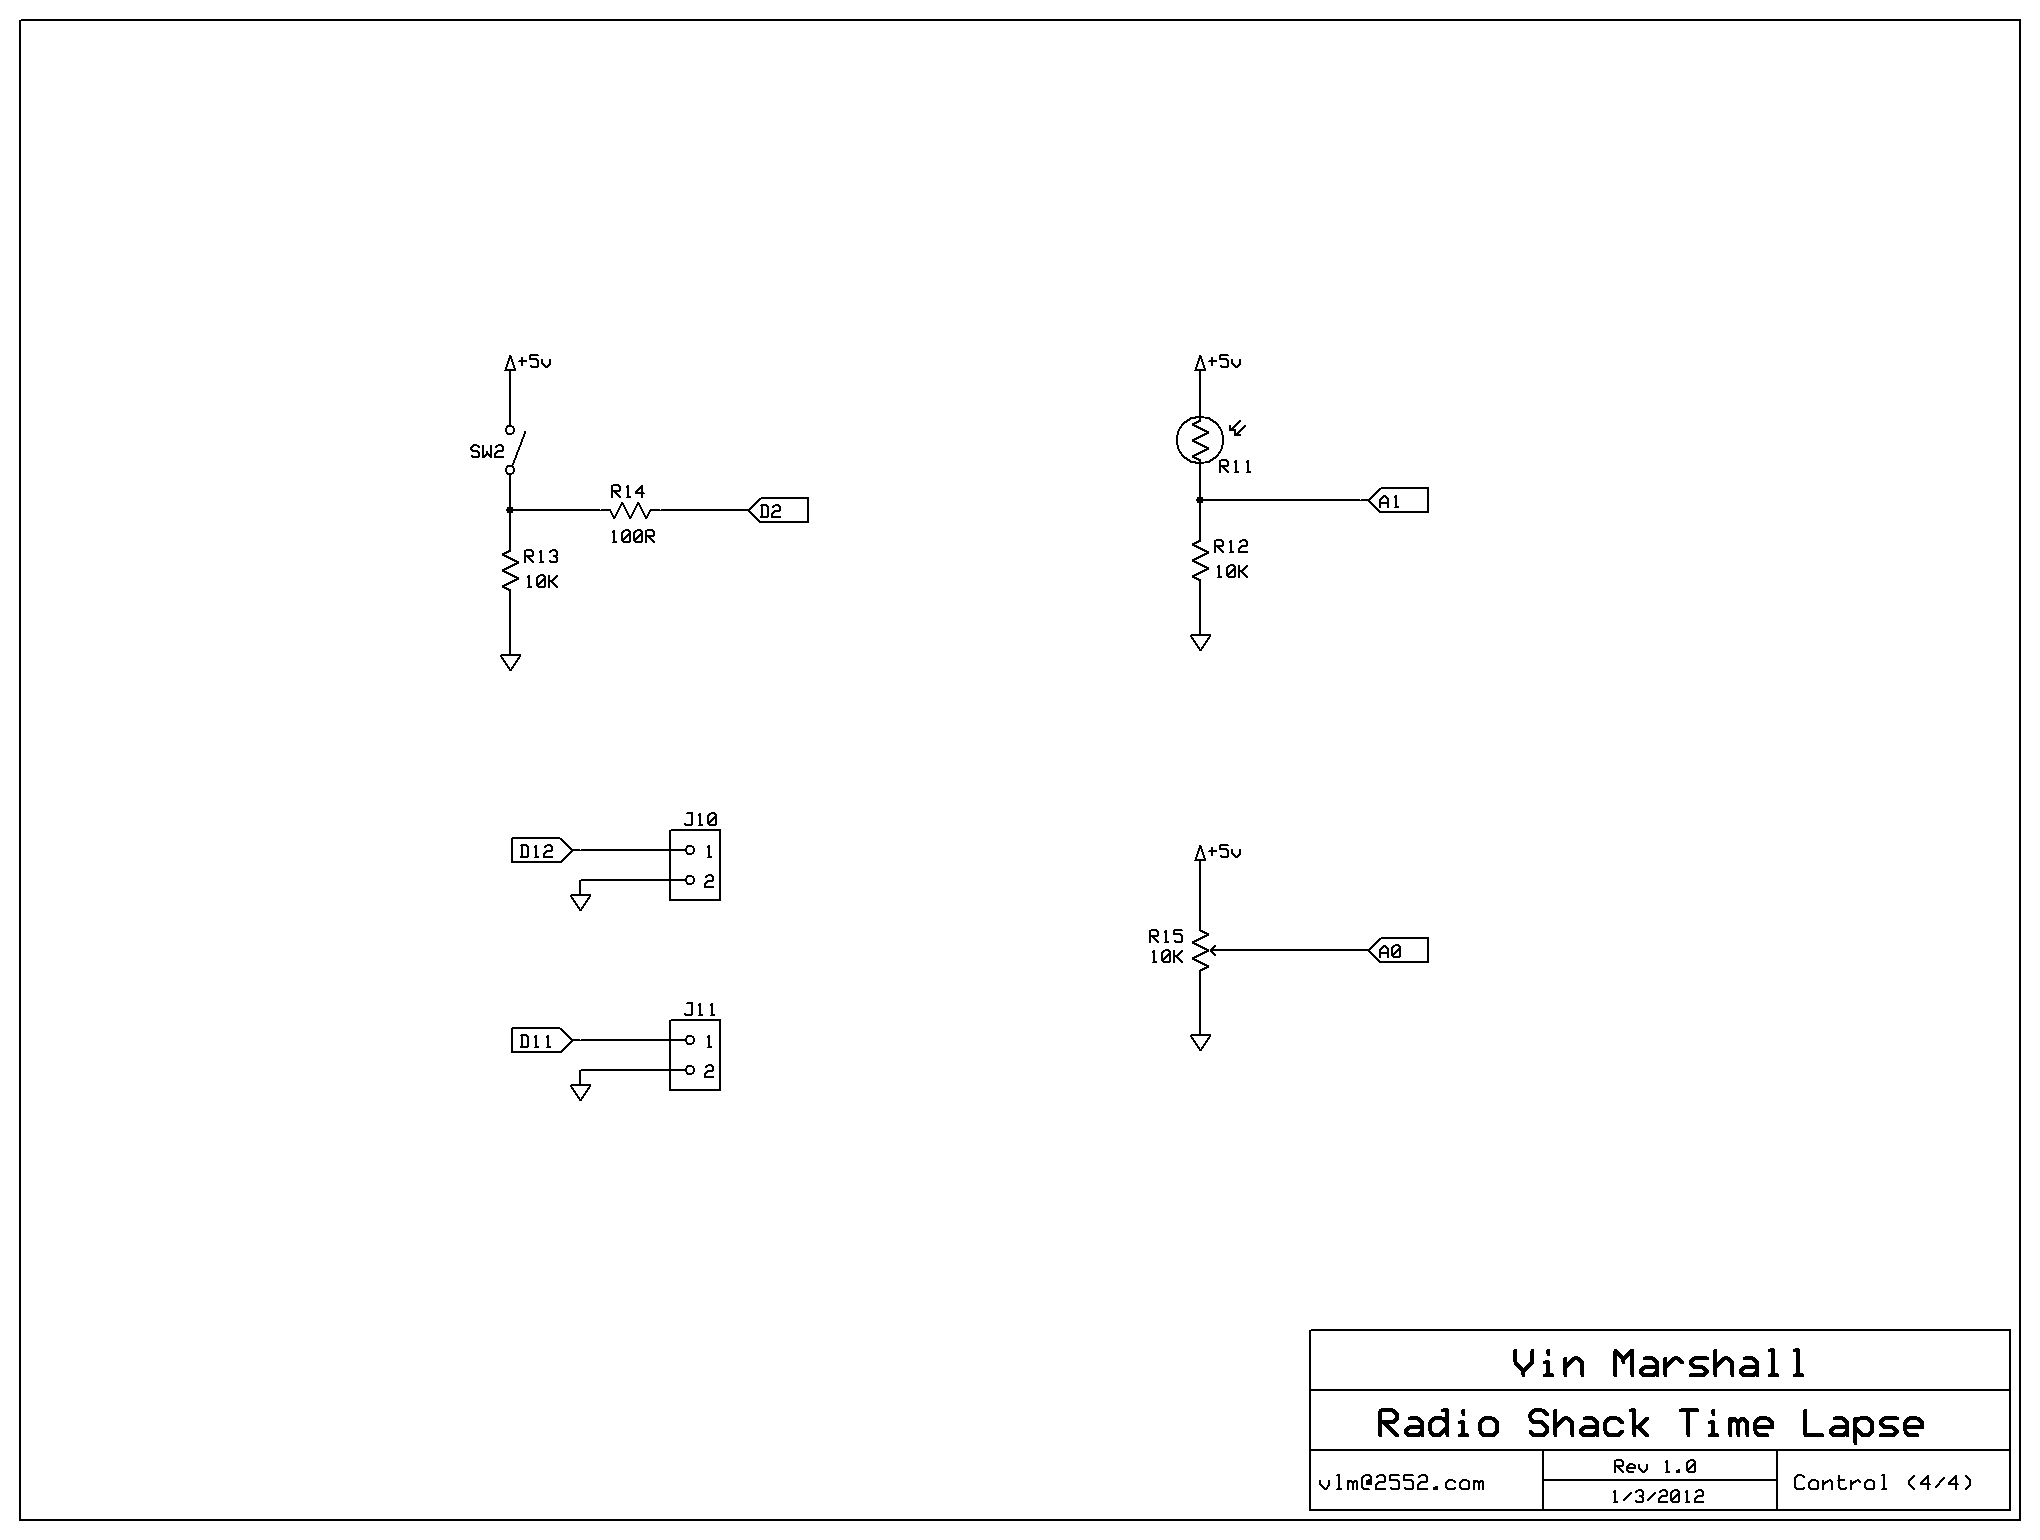 +5v
SW2
R14
100R
D2
R13
10K
+5v
R11
A1
R12
10K
J10
D12
1
2
J11
D11
1
2
+5v
R15
10K
A0
Vin Marshall
Radio Shack Time Lapse
vlm@2552.com
Rev 1.0
1/3/2012
Control (4/4)